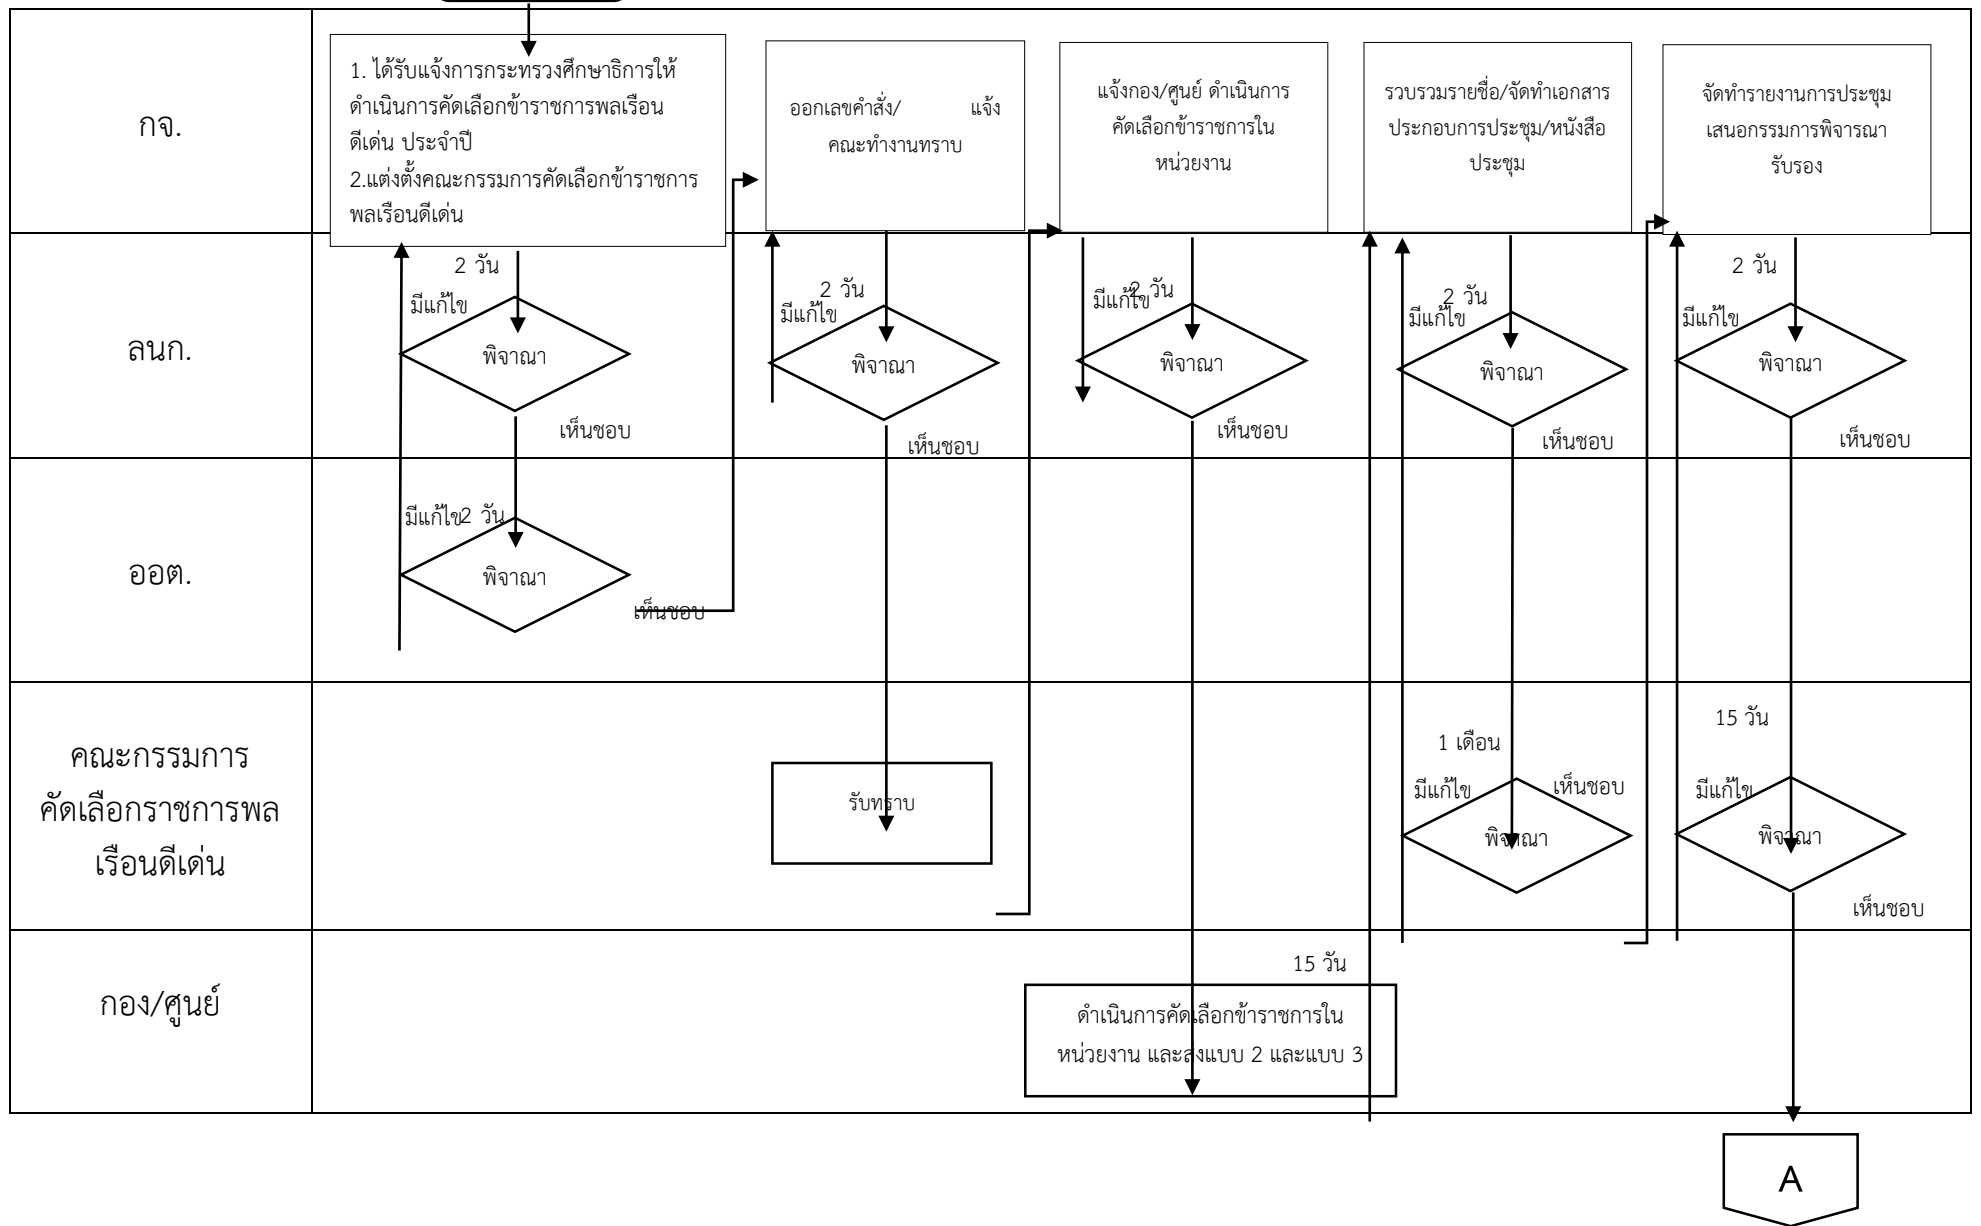 กจ.
1. ได้รับแจ้งการกระทรวงศึกษาธิการให้
ดำเนินการคัดเลือกข้าราชการพลเรือน
ดีเด่น ประจำปี
2.แต่งตั้งคณะกรรมการคัดเลือกข้าราชการ
พลเรือนดีเด่น
ออกเลขคำสั่ง/ แจ้ง
คณะทำงานทราบ
แจ้งกอง/ศูนย์ ดำเนินการ
คัดเลือกข้าราชการใน
หน่วยงาน
รวบรวมรายชื่อ/จัดทำเอกสาร
ประกอบการประชุม/หนังสือ
ประชุม
จัดทำรายงานการประชุม
เสนอกรรมการพิจารณา
รับรอง
ลนก.
2 วัน
มีแก้ไข
พิจาณา
เห็นชอบ
2 วัน
มีแก้ไข
พิจาณา
เห็นชอบ
2 วัน
มีแก้ไข
พิจาณา
เห็นชอบ
2 วัน
มีแก้ไข
พิจาณา
เห็นชอบ
2 วัน
มีแก้ไข
พิจาณา
เห็นชอบ
ออต.
มีแก้ไข
2 วัน
พิจาณา
เห็นชอบ
คณะกรรมการ
คัดเลือกราชการพล
เรือนดีเด่น
รับทราบ
1 เดือน
มีแก้ไข
เห็นชอบ
พิจาณา
15 วัน
มีแก้ไข
พิจาณา
เห็นชอบ
กอง/ศูนย์
15 วัน
ดำเนินการคัดเลือกข้าราชการใน
หน่วยงาน และส่งแบบ 2 และแบบ 3
A